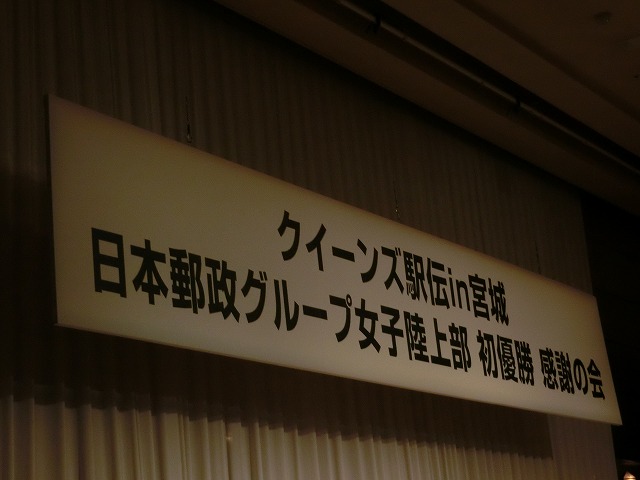 クイーンズ駅伝in宮城
日本郵政グループ女子陸上部 初優勝 感謝の会